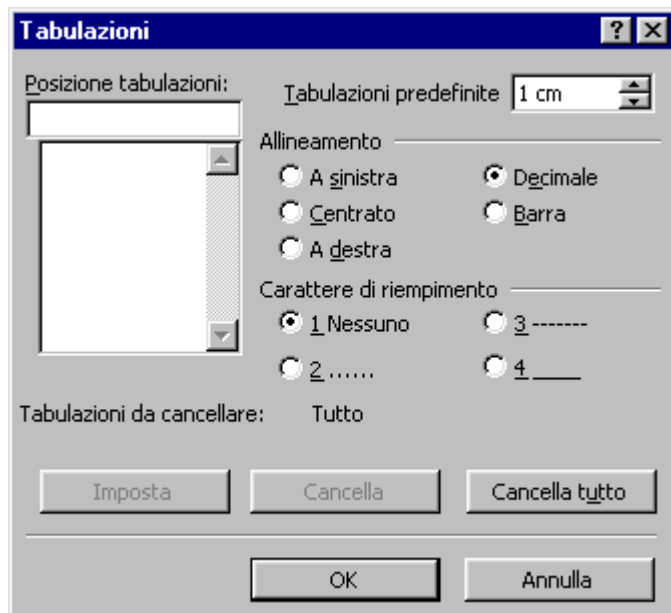 Tabulazioni
Posizione tabulazioni:
Tabulazioni predefinite 1 cm
Allineamento
A sinistra Decimale
Centrato Barra
A destra
Carattere di riempimento
1 Nessuno 3 -------
2 ...... 4 ____
Tabulazioni da cancellare: Tutto
Imposta Cancella Cancella tutto
OK Annulla